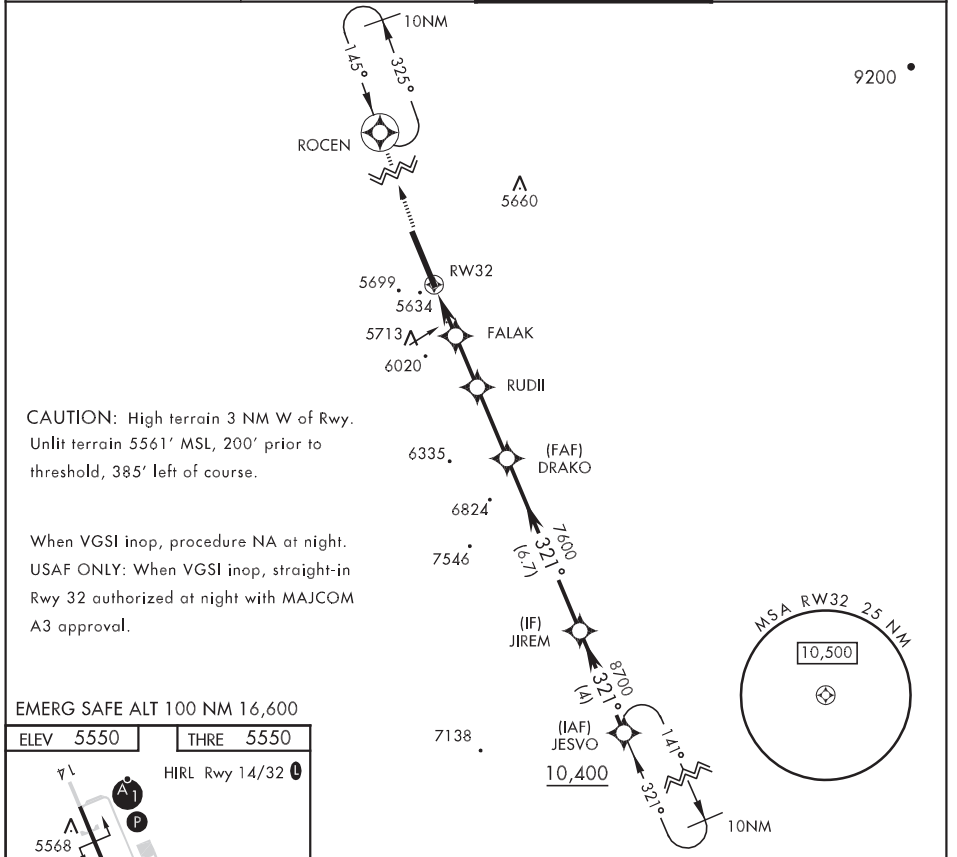 10NM
145°
325°
9200
ROCEN
5660
RW32
5699
5634
5713
FALAK
6020
RUDII
CAUTION: High terrain 3 NM W of Rwy.
Unlit terrain 5561' MSL, 200' prior to
threshold, 385' left of course.
6335
(FAF)
DRAKO
6824
When VGSI inop, procedure NA at night.
USAF ONLY: When VGSI inop, straight-in
Rwy 32 authorized at night with MAJCOM
A3 approval.
7546
7600
321°
(6.7)
(IF)
JIREM
MSA RW32 25 NM
10,500
8700
321°
(4)
EMERG SAFE ALT 100 NM 16,600
ELEV 5550
THRE 5550
7138
(IAF)
JESVO
10,400
141°
321°
10NM
HIRL Rwy 14/32 L
14
A1
P
5568